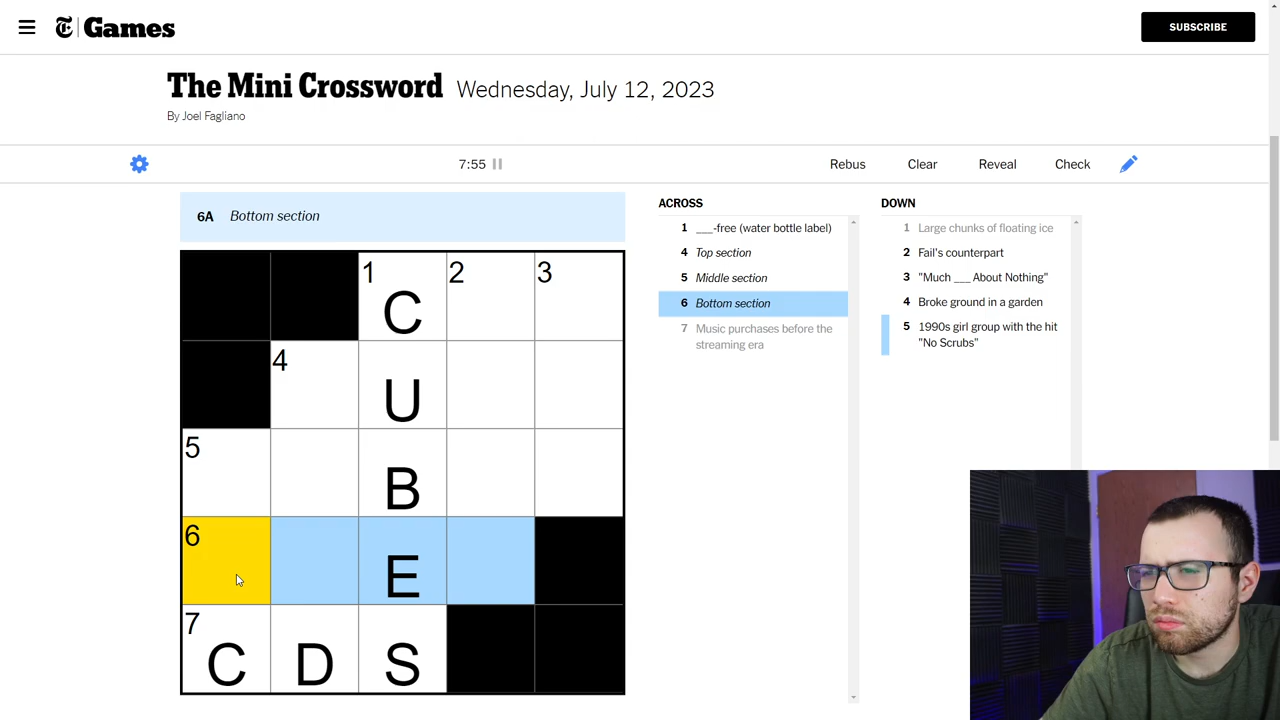 Games
SUBSCRIBE
The Mini Crossword Wednesday, July 12, 2023
By Joel Fagliano
7:55
Rebus Clear Reveal Check
6A Bottom section
1 C 2 3
4 U
5 B
6 E
7 C D S
ACROSS
1 ___-free (water bottle label)
4 Top section
5 Middle section
6 Bottom section
7 Music purchases before the
streaming era
DOWN
1 Large chunks of floating ice
2 Fail's counterpart
3 "Much ___ About Nothing"
4 Broke ground in a garden
5 1990s girl group with the hit
"No Scrubs"